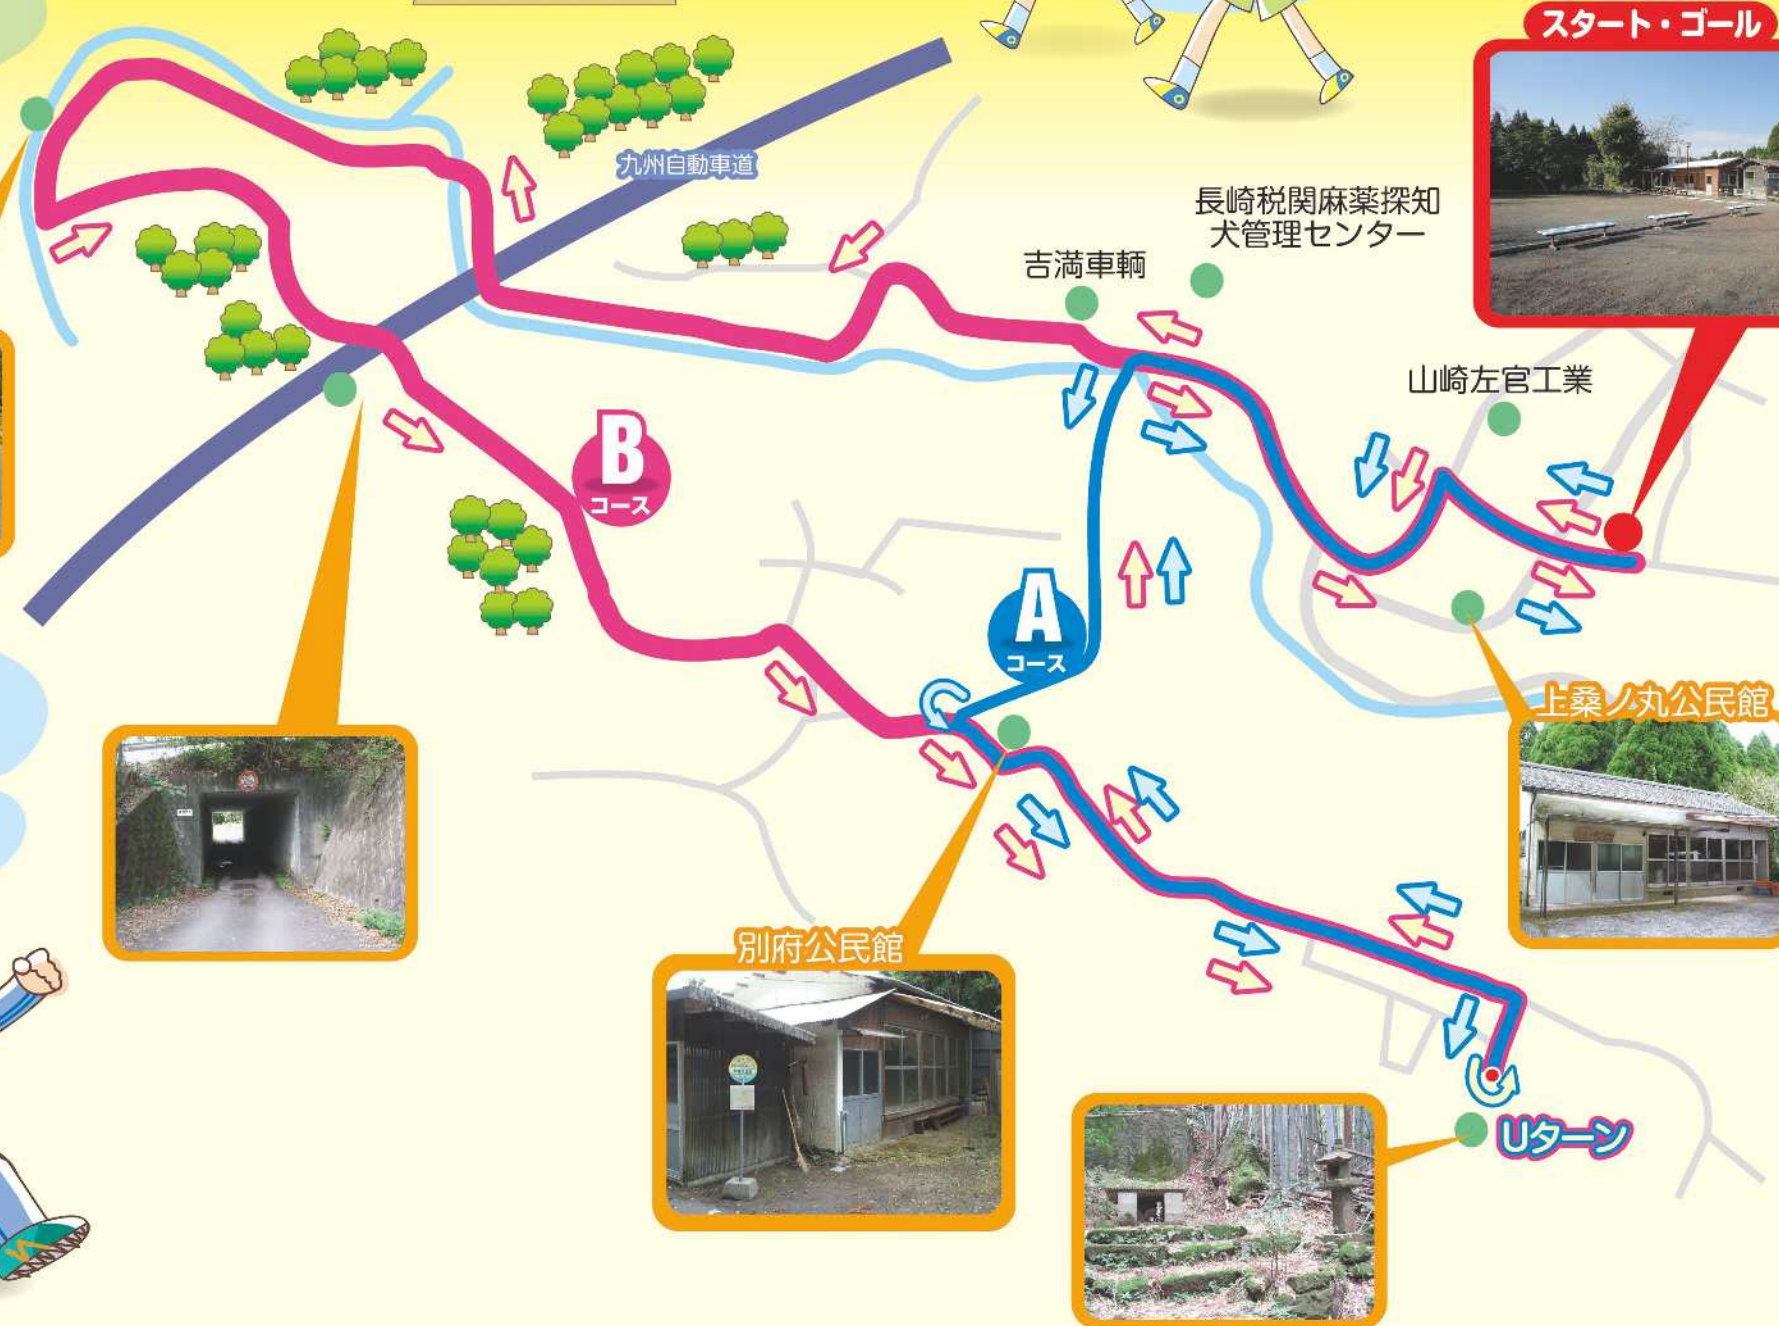 スタート・ゴール
九州自動車道
長崎税関麻薬探知
犬管理センター
吉満車輌
山崎左官工業
B
コース
A
コース
上桑ノ丸公民館
別府公民館
Uターン